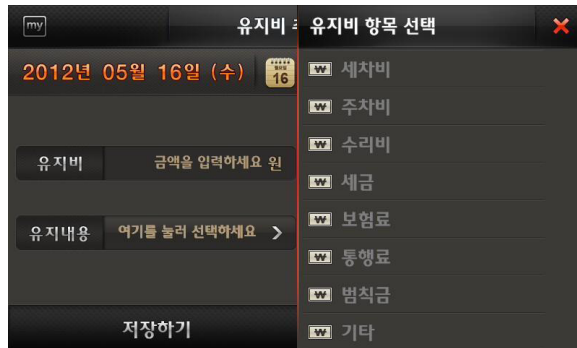 my
유지비
2012년 05월 16일 (수)
16
유지비 금액을 입력하세요 원
유지내용 여기를 눌러 선택하세요
저장하기
유지비 항목 선택
₩ 세차비
₩ 주차비
₩ 수리비
₩ 세금
₩ 보험료
₩ 통행료
₩ 범칙금
₩ 기타